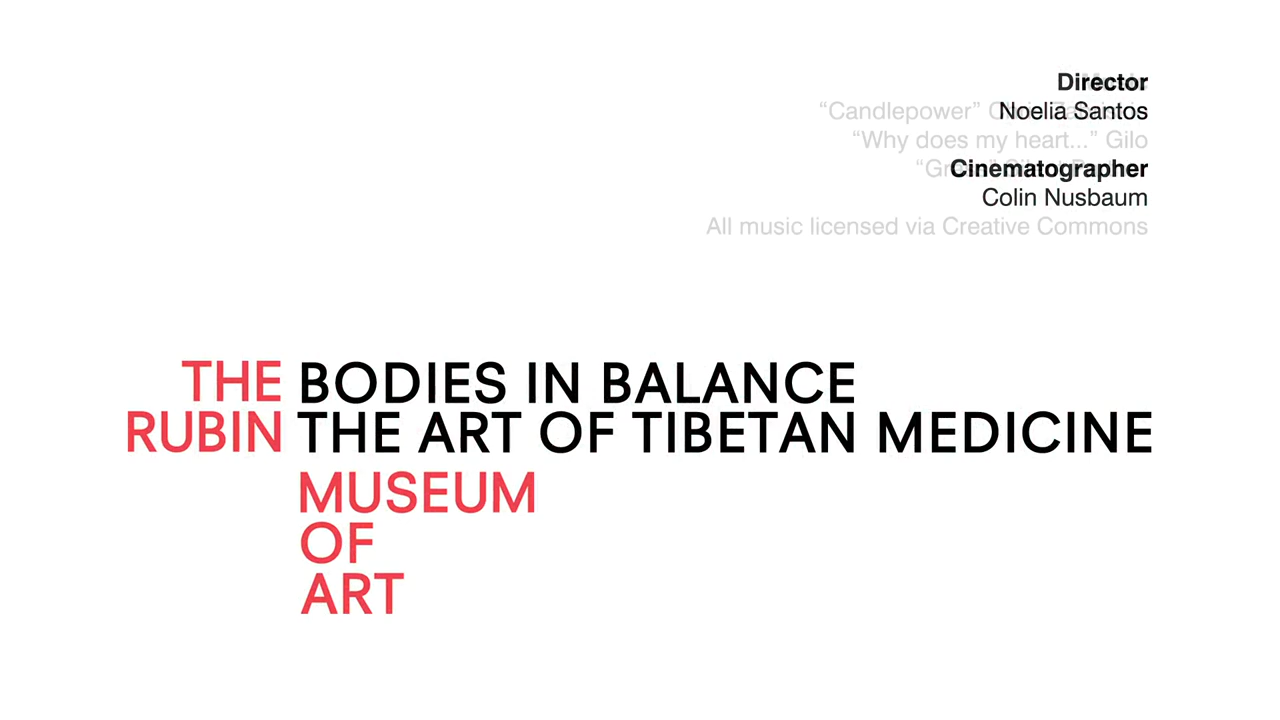 Director
“Candlepower”
Noelia Santos
“Why does my heart...” Gilo
Cinematographer
Colin Nusbaum
All music licensed via Creative Commons
THE BODIES IN BALANCE
RUBIN THE ART OF TIBETAN MEDICINE
MUSEUM
OF
ART